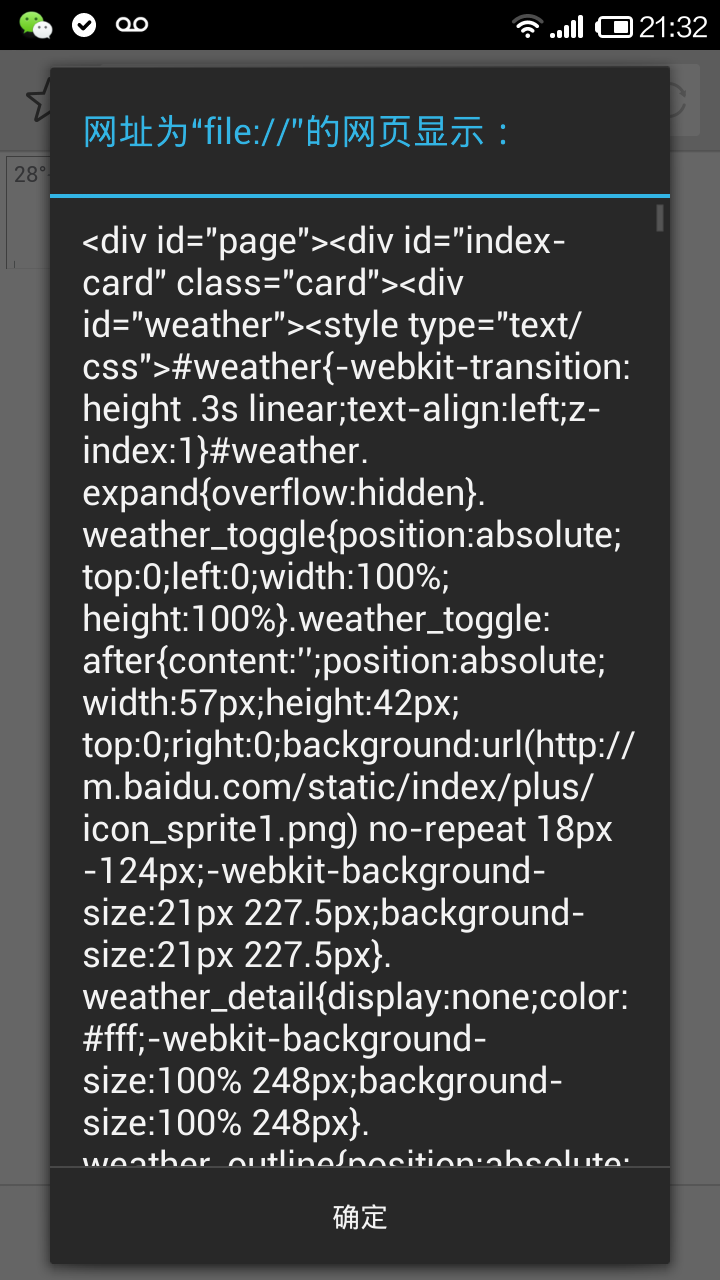 21:32
28°
网址为“file://”的网页显示：
<div id="page"><div id="index-
card" class="card"><div
id="weather"><style type="text/
css">#weather{-webkit-transition:
height .3s linear;text-align:left;z-
index:1}#weather.
expand{overflow:hidden}.
weather_toggle{position:absolute;
top:0;left:0;width:100%;
height:100%}.weather_toggle:
after{content:'';position:absolute;
width:57px;height:42px;
top:0;right:0;background:url(http://
m.baidu.com/static/index/plus/
icon_sprite1.png) no-repeat 18px
-124px;-webkit-background-
size:21px 227.5px;background-
size:21px 227.5px}.
weather_detail{display:none;color:
#fff;-webkit-background-
size:100% 248px;background-
size:100% 248px}.
weather_outline{position:absolute;
确定